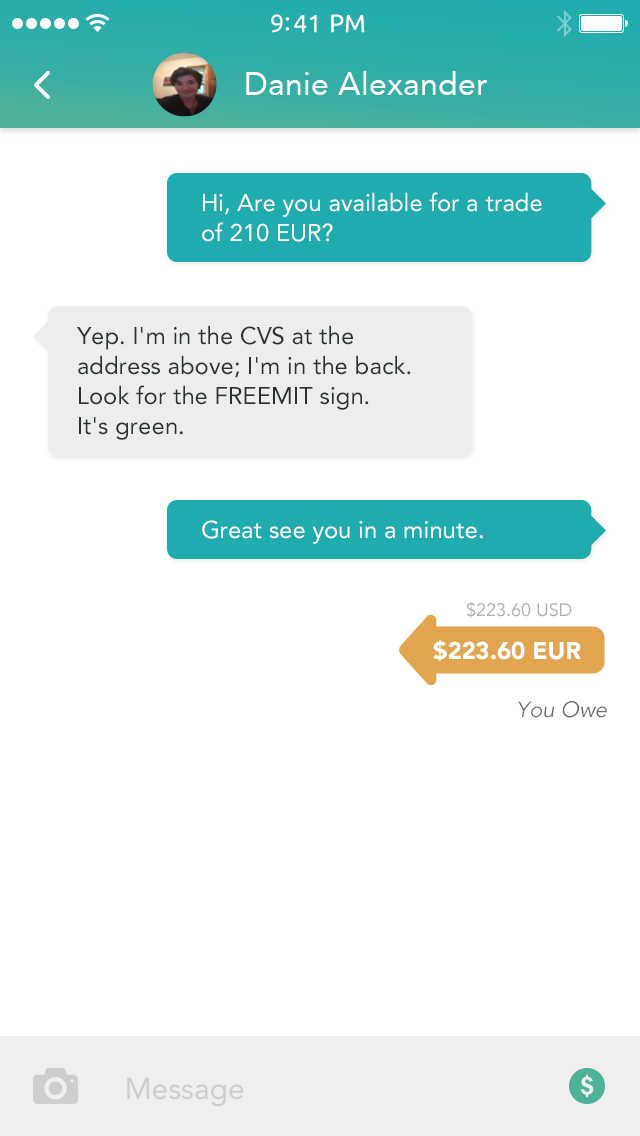 9:41 PM
Danie Alexander
Hi, Are you available for a trade
of 210 EUR?
Yep. I'm in the CVS at the
address above; I'm in the back.
Look for the FREEMIT sign.
It's green.
Great see you in a minute.
$223.60 USD
$223.60 EUR
You Owe
Message
$